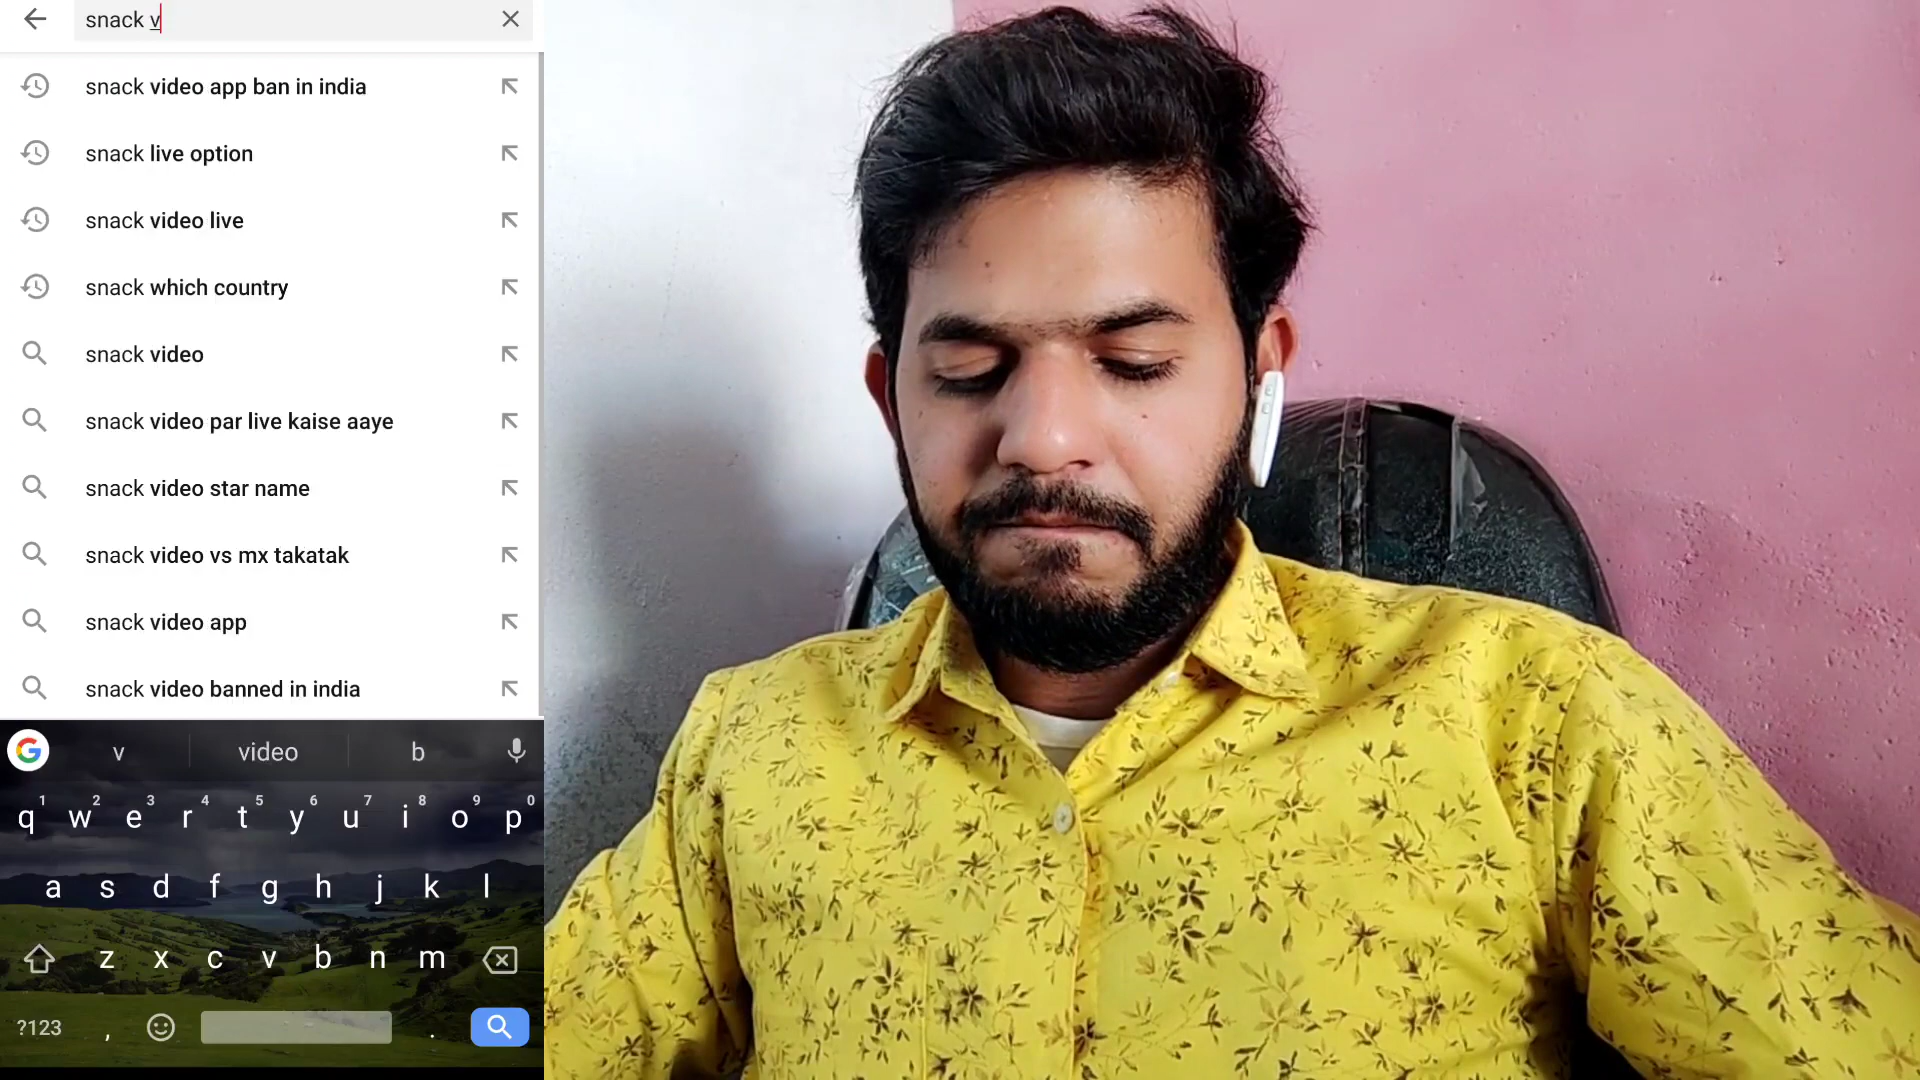 snack v
snack video app ban in india
snack live option
snack video live
snack which country
snack video
snack video par live kaise aaye
snack video star name
snack video vs mx takatak
snack video app
snack video banned in india
v video b
1 2 3 4 5 6 7 8 9 0
q w e r t y u i o p
a s d f g h j k l
z x c v b n m
?123 , .